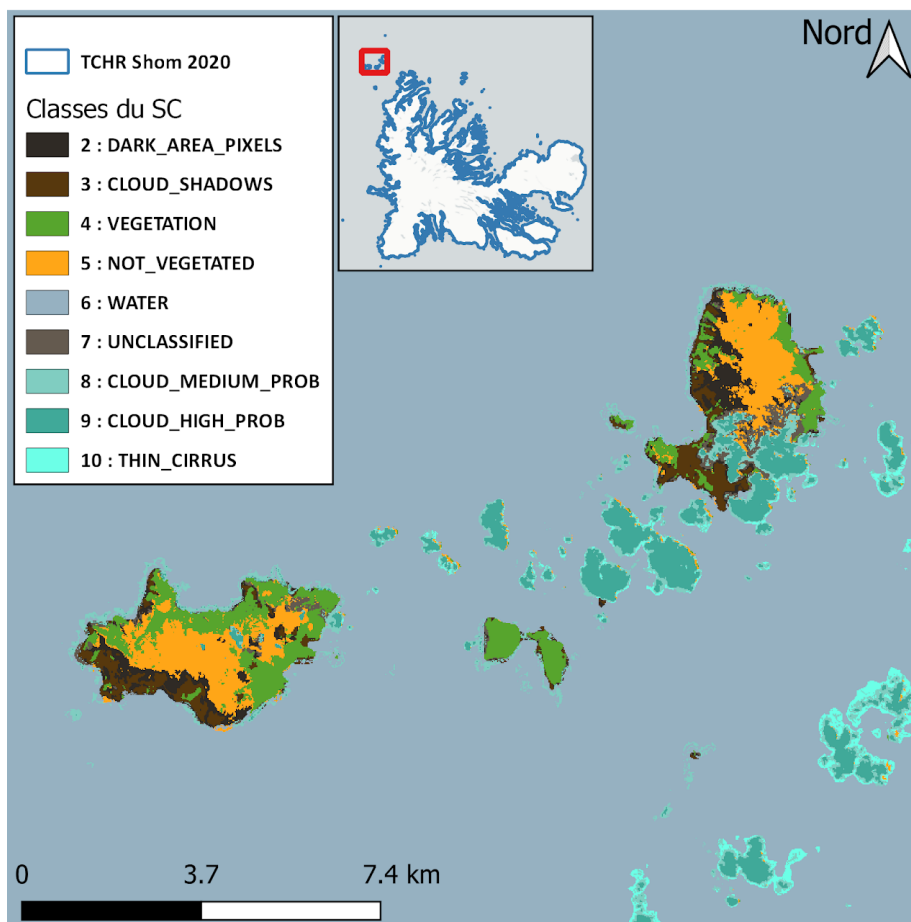 TCHR Shom 2020
Classes du SC
2 : DARK_AREA_PIXELS
3 : CLOUD_SHADOWS
4 : VEGETATION
5 : NOT_VEGETATED
6 : WATER
7 : UNCLASSIFIED
8 : CLOUD_MEDIUM_PROB
9 : CLOUD_HIGH_PROB
10 : THIN_CIRRUS
Nord
0 3.7 7.4 km